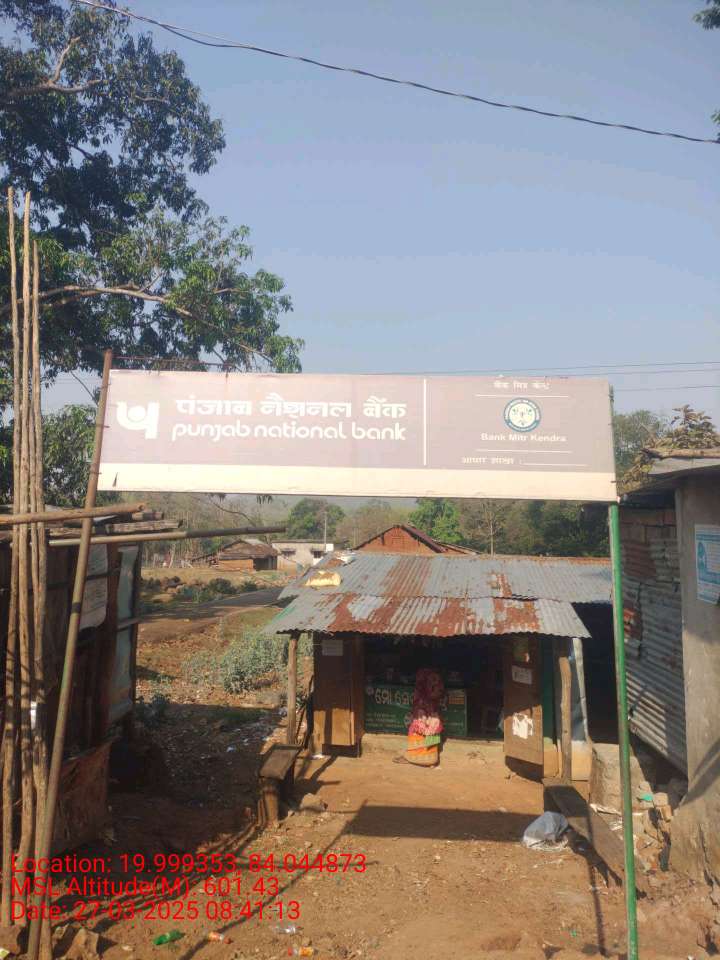 पंजाब नैशनल बैंक
punjab national bank
बैंक मित्र केन्द्र
Bank Mitr Kendra
आधार शाखा :
ମୋ ସେବା
Location: 19.999353, 84.044873
MSL Altitude(M): 601.43
Date: 27-03-2025 08:41:13